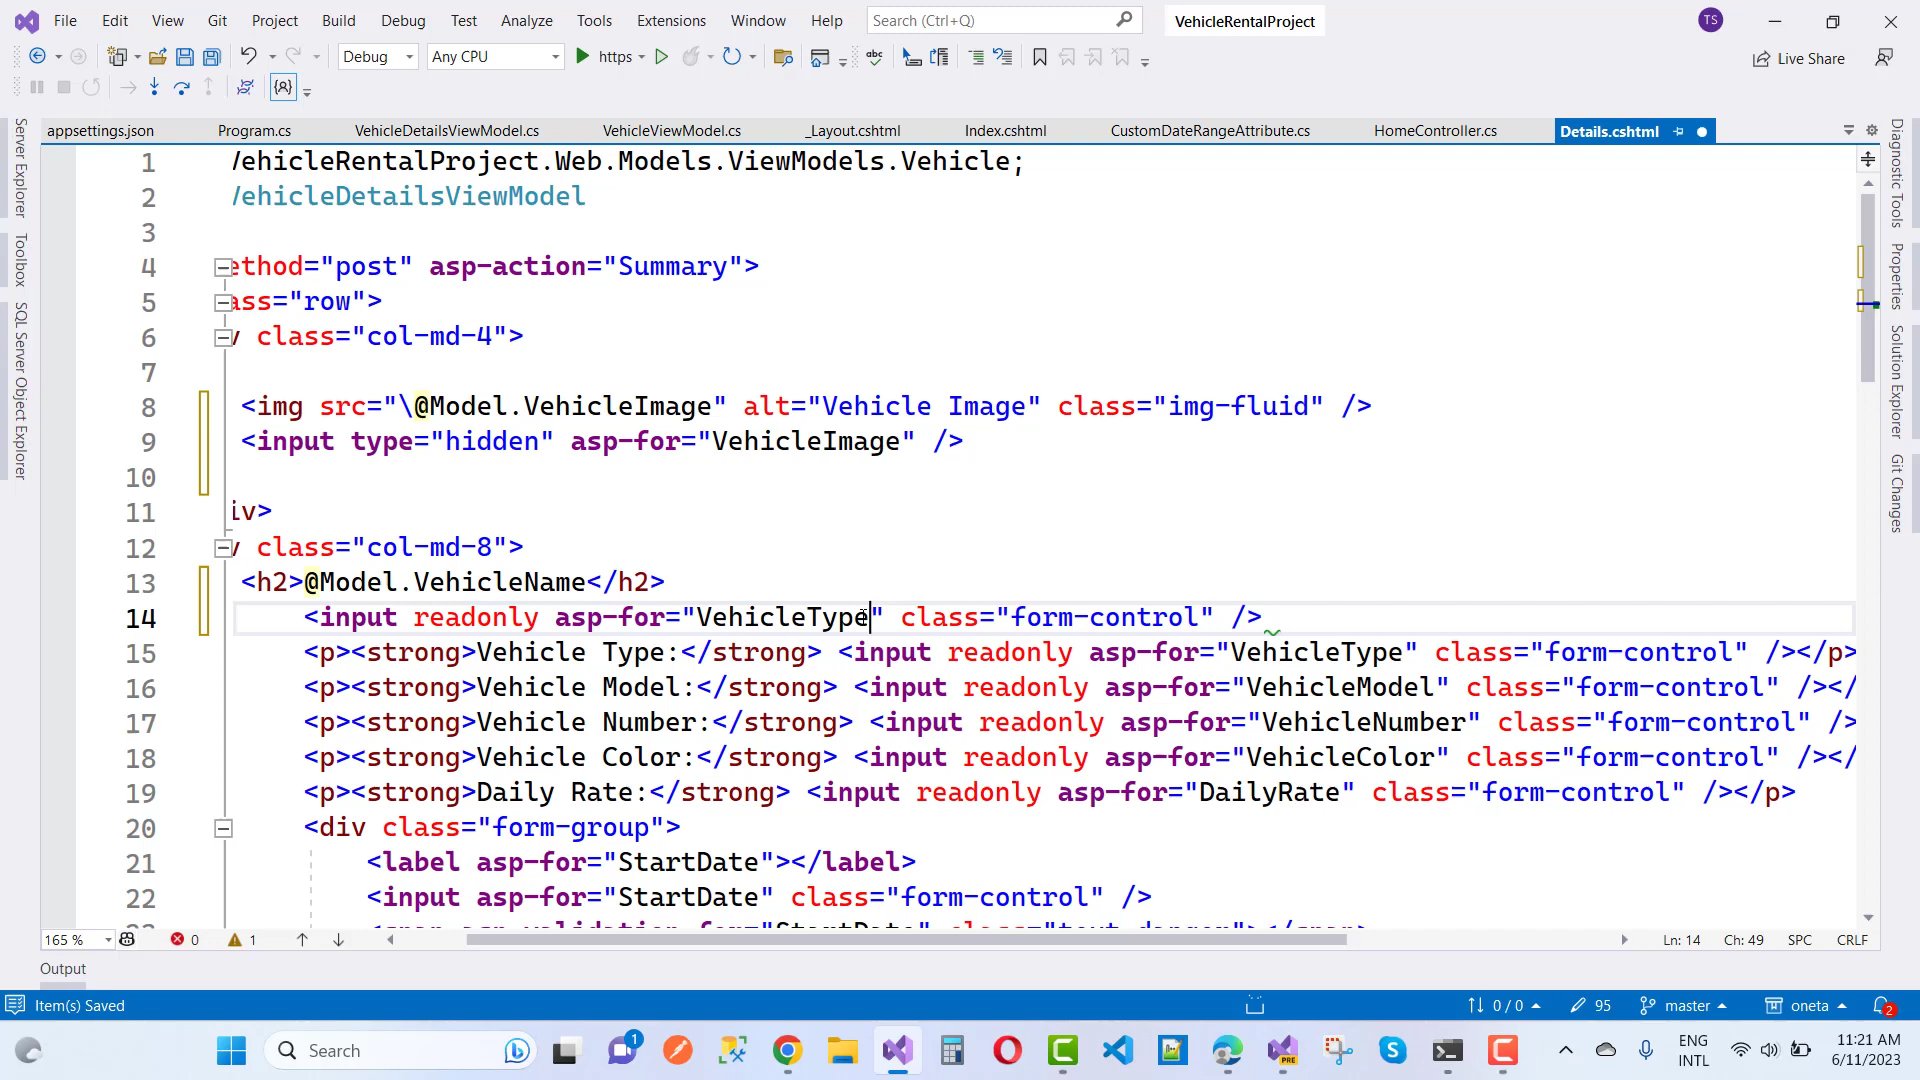 File Edit View Git Project Build Debug Test Analyze Tools Extensions Window Help Search (Ctrl+Q) VehicleRentalProject TS
Debug Any CPU https Live Share
appsettings.json Program.cs VehicleDetailsViewModel.cs VehicleViewModel.cs _Layout.cshtml Index.cshtml CustomDateRangeAttribute.cs HomeController.cs Details.cshtml
Server Explorer
Toolbox
SQL Server Object Explorer
1 /ehicleRentalProject.Web.Models.ViewModels.Vehicle;
2 /ehicleDetailsViewModel
3
4 ethod="post" asp-action="Summary">
5 ass="row">
6 class="col-md-4">
7
8 <img src="\@Model.VehicleImage" alt="Vehicle Image" class="img-fluid" />
9 <input type="hidden" asp-for="VehicleImage" />
10
11 iv>
12 class="col-md-8">
13 <h2>@Model.VehicleName</h2>
14 <input readonly asp-for="VehicleType" class="form-control" />
15 <p><strong>Vehicle Type:</strong> <input readonly asp-for="VehicleType" class="form-control" /></p>
16 <p><strong>Vehicle Model:</strong> <input readonly asp-for="VehicleModel" class="form-control" /></
17 <p><strong>Vehicle Number:</strong> <input readonly asp-for="VehicleNumber" class="form-control" />
18 <p><strong>Vehicle Color:</strong> <input readonly asp-for="VehicleColor" class="form-control" /></
19 <p><strong>Daily Rate:</strong> <input readonly asp-for="DailyRate" class="form-control" /></p>
20 <div class="form-group">
21 <label asp-for="StartDate"></label>
22 <input asp-for="StartDate" class="form-control" />
Diagnostic Tools
Properties
Solution Explorer
Git Changes
165 % 0 1 Ln: 14 Ch: 49 SPC CRLF
Output
Item(s) Saved 0 / 0 95 master oneta 2
Search 1 PRE ENG
INTL
11:21 AM
6/11/2023